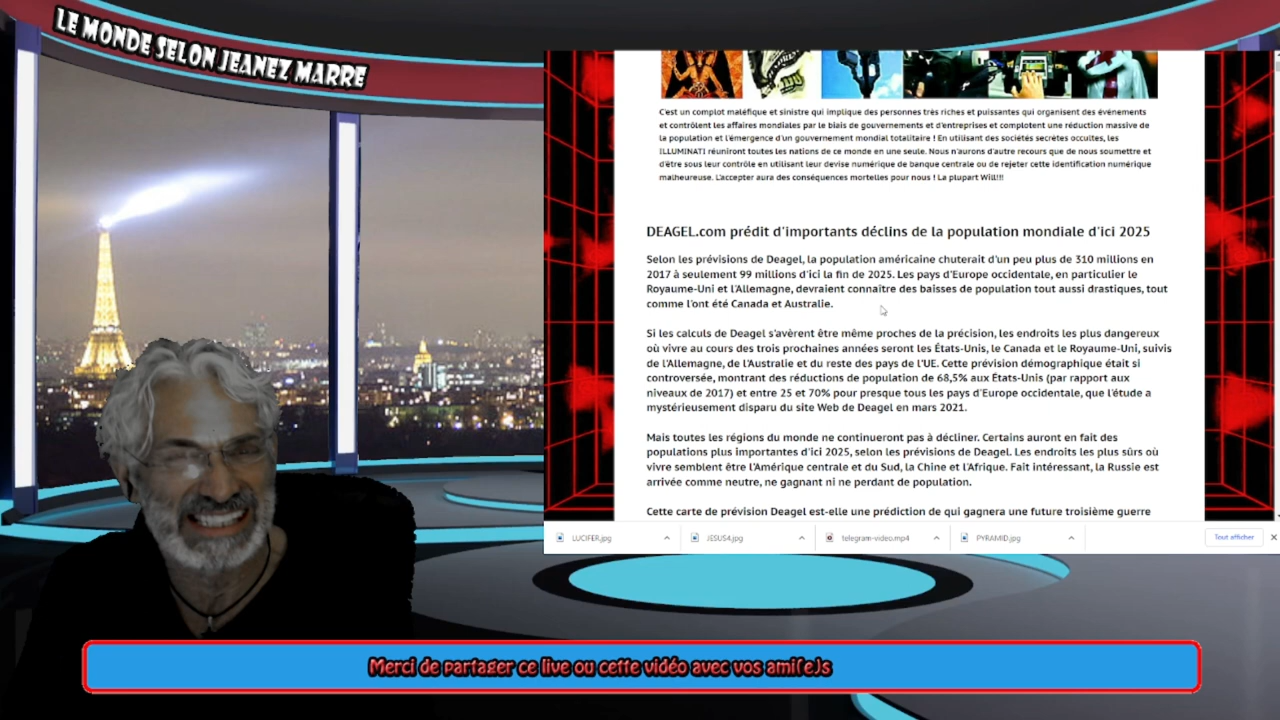 LE MONDE SELON JEANEZ MARRE
C'est un complot maléfique et sinistre qui implique des personnes très riches et puissantes qui organisent des événements
et contrôlent les affaires mondiales par le biais de gouvernements et d'entreprises et complotent une réduction massive de
la population et l'émergence d'un gouvernement mondial totalitaire ! En utilisant des sociétés secrètes occultes, les
ILLUMINATI réuniront toutes les nations de ce monde en une seule. Nous n'aurons d'autre recours que de nous soumettre et
d'être sous leur contrôle en utilisant leur devise numérique de banque centrale ou de rejeter cette identification numérique
malheureuse. L'accepter aura des conséquences mortelles pour nous ! La plupart Will!!!
DEAGEL.com prédit d'importants déclins de la population mondiale d'ici 2025
Selon les prévisions de Deagel, la population américaine chuterait d'un peu plus de 310 millions en
2017 à seulement 99 millions d'ici la fin de 2025. Les pays d'Europe occidentale, en particulier le
Royaume-Uni et l'Allemagne, devraient connaître des baisses de population tout aussi drastiques, tout
comme l'ont été Canada et Australie.
Si les calculs de Deagel s'avèrent être même proches de la précision, les endroits les plus dangereux
où vivre au cours des trois prochaines années seront les États-Unis, le Canada et le Royaume-Uni, suivis
de l'Allemagne, de l'Australie et du reste des pays de l'UE. Cette prévision démographique était si
controversée, montrant des réductions de population de 68,5% aux États-Unis (par rapport aux
niveaux de 2017) et entre 25 et 70% pour presque tous les pays d'Europe occidentale, que l'étude a
mystérieusement disparu du site Web de Deagel en mars 2021.
Mais toutes les régions du monde ne continueront pas à décliner. Certains auront en fait des
populations plus importantes d'ici 2025, selon les prévisions de Deagel. Les endroits les plus sûrs où
vivre semblent être l'Amérique centrale et du Sud, la Chine et l'Afrique. Fait intéressant, la Russie est
arrivée comme neutre, ne gagnant ni ne perdant de population.
Cette carte de prévision Deagel est-elle une prédiction de qui gagnera une future troisième guerre
LUCIFER.jpg
JESUS4.jpg
telegram-video.mp4
PYRAMID.jpg
Tout afficher
Merci de partager ce live ou cette vidéo avec vos ami(e)s